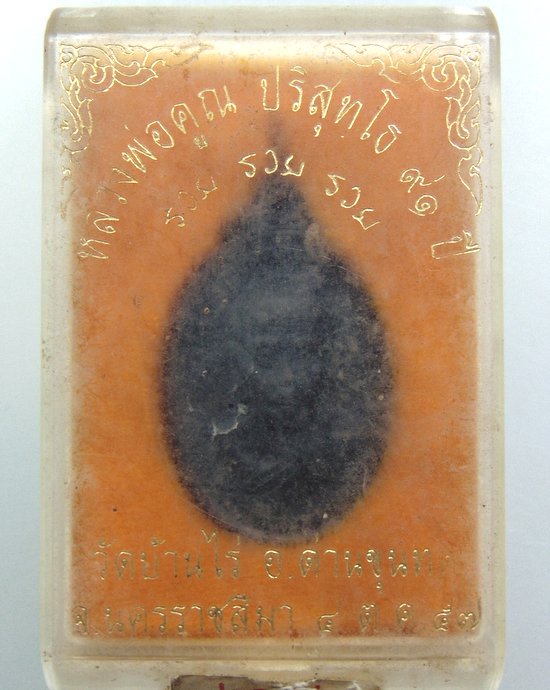 หลวงพ่อคูณ ปริสุทโธ ๙๑ ปี
รวย รวย รวย
วัดบ้านไร่ อ.ด่านขุนทด
จ.นครราชสีมา ๔ ต.ค. ๕๗